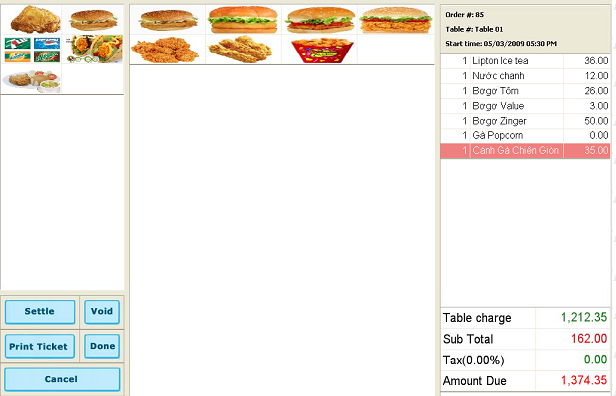 Order #: 85
Table #: Table 01
Start time: 05/03/2009 05:30 PM
1 Lipton Ice tea 36.00
1 Nước chanh 12.00
1 Bơgơ Tôm 26.00
1 Bơgơ Value 3.00
1 Bơgơ Zinger 50.00
1 Gà Popcorn 0.00
1 Cánh Gà Chiên Giòn 35.00
Settle
Void
Print Ticket
Done
Cancel
Table charge 1,212.35
Sub Total 162.00
Tax(0.00%) 0.00
Amount Due 1,374.35